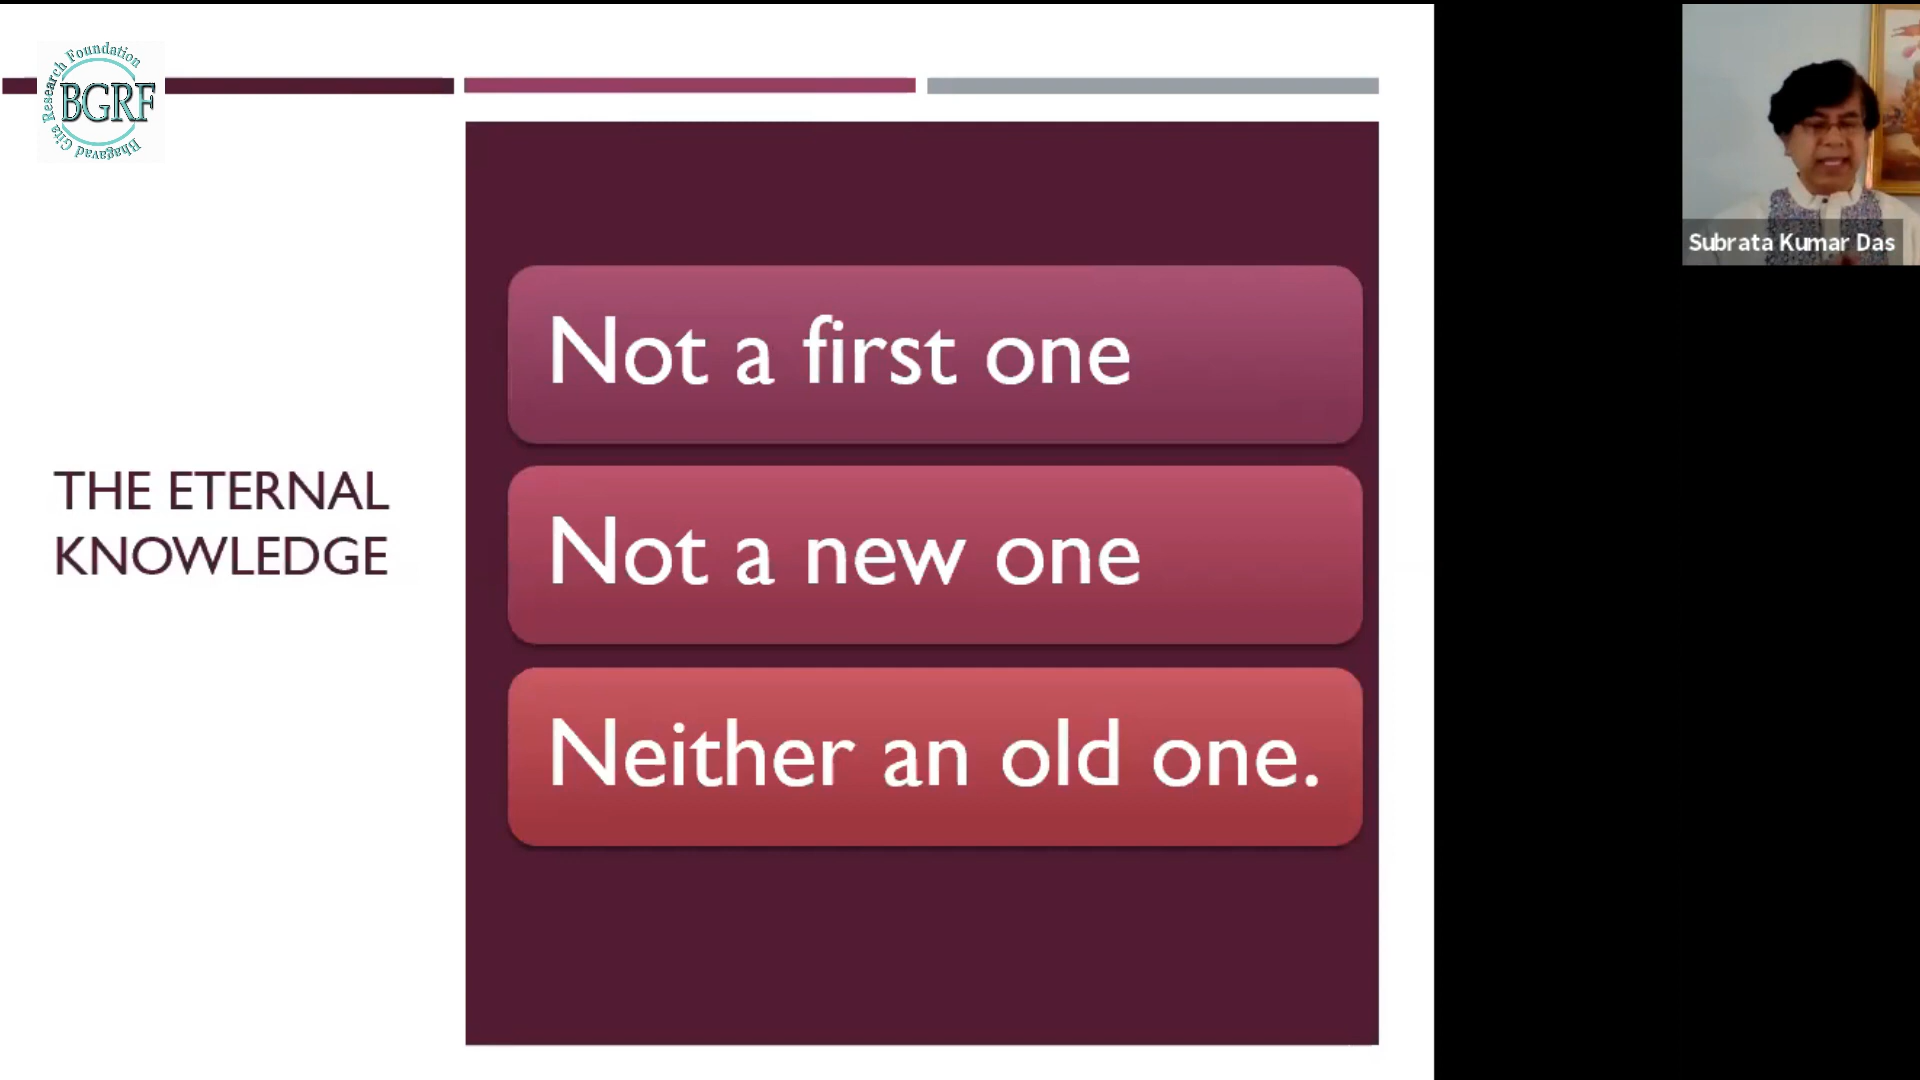 Bhagavad Gita Research Foundation
BGRF
THE ETERNAL
KNOWLEDGE
Not a first one
Not a new one
Neither an old one.
Subrata Kumar Das